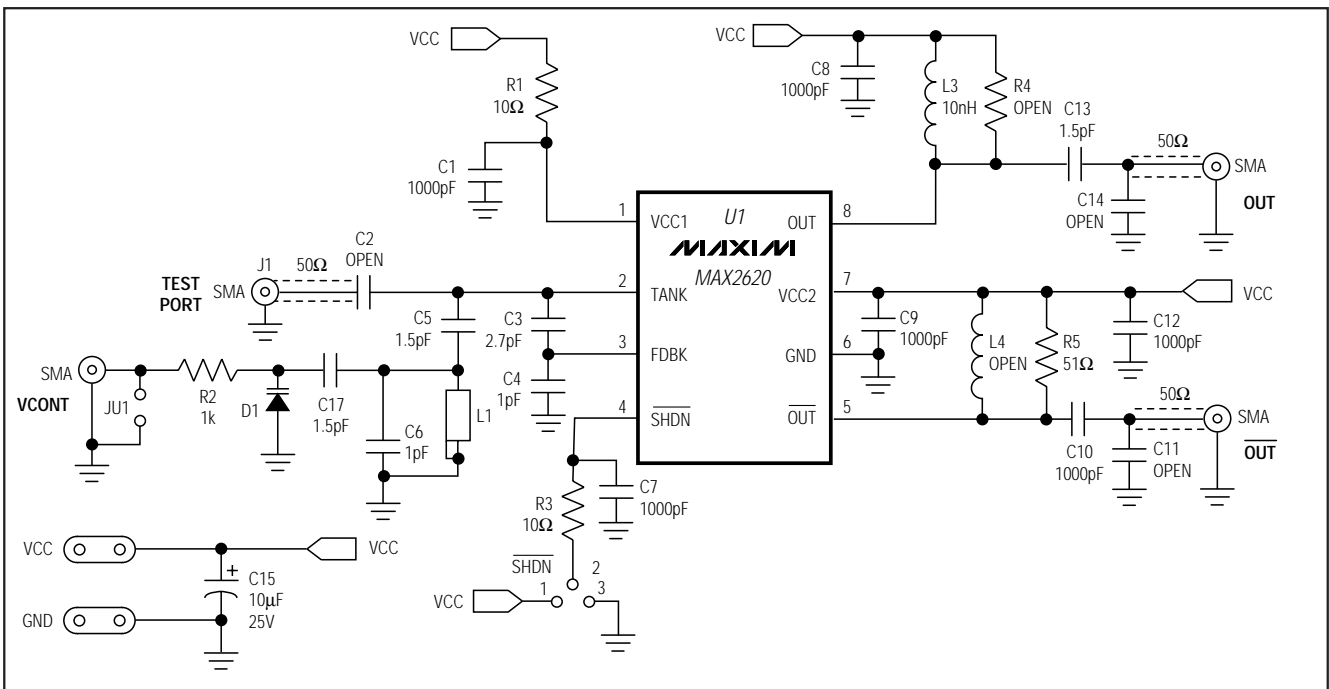 VCC
R1
10Ω
C1
1000pF
VCC
C8
1000pF
L3
10nH
R4
OPEN
C13
1.5pF
50Ω
SMA
OUT
C14
OPEN
1
VCC1
U1
MAXIM
MAX2620
OUT
8
TEST
PORT
J1
SMA
50Ω
C2
OPEN
2
TANK
VCC2
7
VCC
C5
1.5pF
C3
2.7pF
3
FDBK
GND
6
C9
1000pF
L4
OPEN
R5
51Ω
C12
1000pF
SMA
VCONT
JU1
R2
1k
D1
C17
1.5pF
C6
1pF
L1
C4
1pF
4
SHDN
OUT
5
C10
1000pF
C11
OPEN
50Ω
SMA
OUT
R3
10Ω
C7
1000pF
SHDN
2
1
3
VCC
VCC
VCC
C15
+
10µF
25V
GND